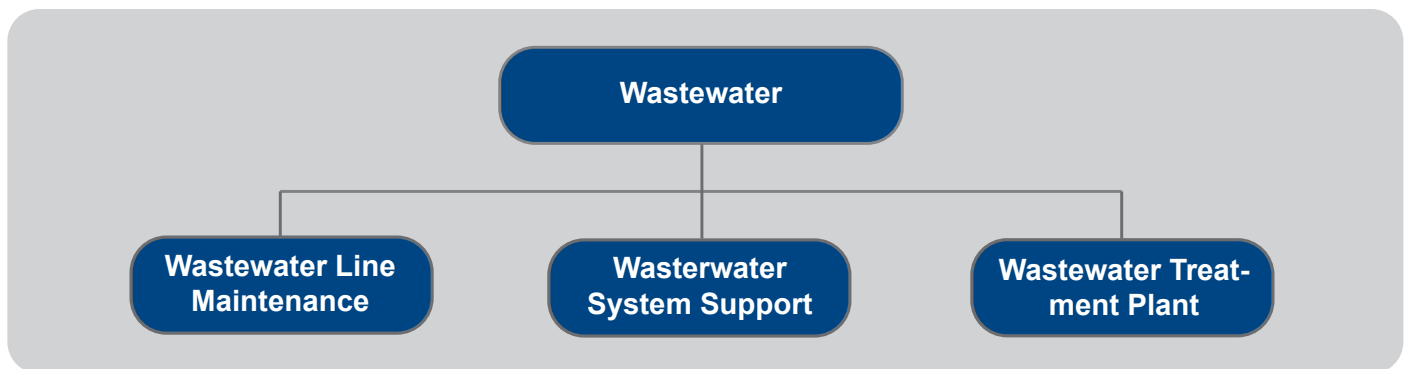 Wastewater
Wastewater Line
Maintenance
Wasterwater
System Support
Wastewater Treat-
ment Plant